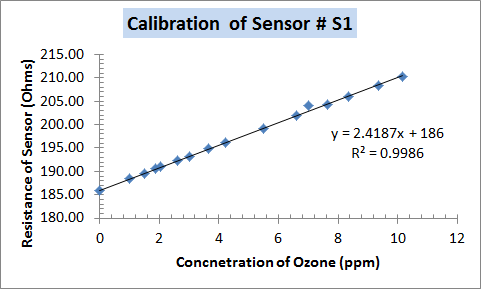 Calibration of Sensor # S1
215.00
210.00
205.00
200.00
195.00
190.00
185.00
180.00
Resistance of Sensor (Ohms)
y = 2.4187x + 186
R² = 0.9986
0 2 4 6 8 10 12
Concnetration of Ozone (ppm)